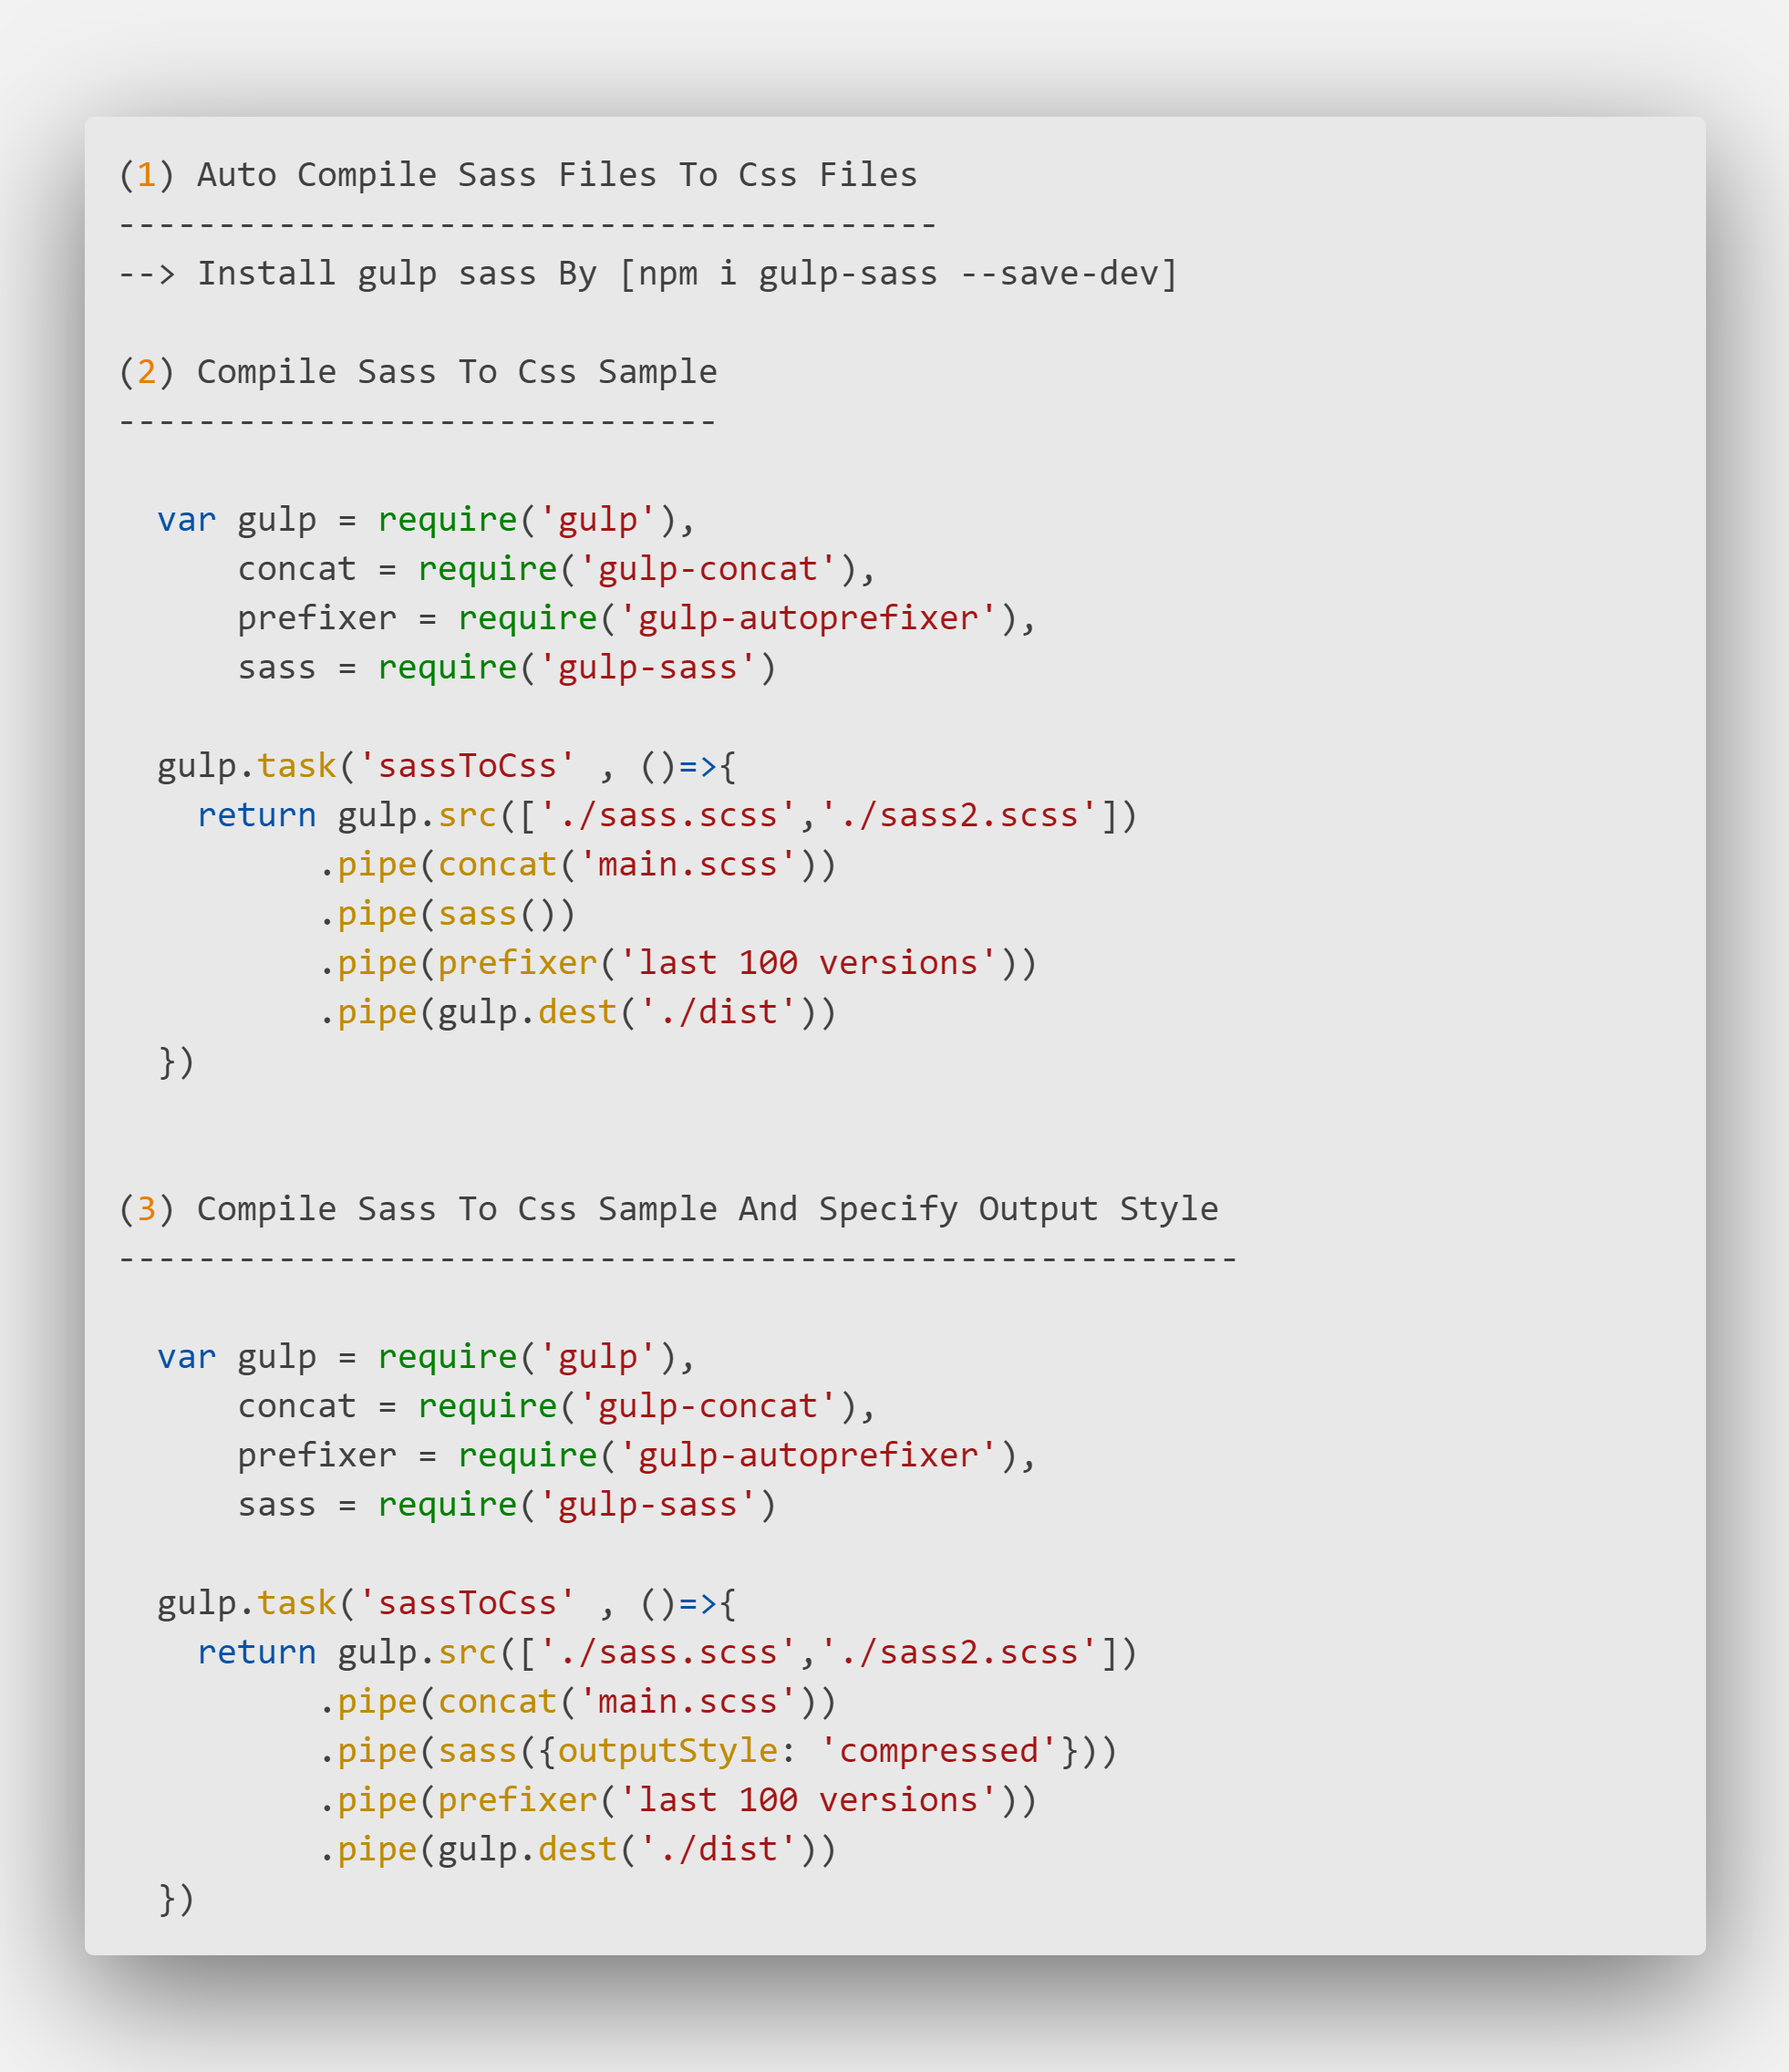 (1) Auto Compile Sass Files To Css Files
-----------------------------------------
--> Install gulp sass By [npm i gulp-sass --save-dev]
(2) Compile Sass To Css Sample
------------------------------
var gulp = require('gulp'),
concat = require('gulp-concat'),
prefixer = require('gulp-autoprefixer'),
sass = require('gulp-sass')
gulp.task('sassToCss' , ()=>{
return gulp.src(['./sass.scss','./sass2.scss'])
.pipe(concat('main.scss'))
.pipe(sass())
.pipe(prefixer('last 100 versions'))
.pipe(gulp.dest('./dist'))
})
(3) Compile Sass To Css Sample And Specify Output Style
--------------------------------------------------------
var gulp = require('gulp'),
concat = require('gulp-concat'),
prefixer = require('gulp-autoprefixer'),
sass = require('gulp-sass')
gulp.task('sassToCss' , ()=>{
return gulp.src(['./sass.scss','./sass2.scss'])
.pipe(concat('main.scss'))
.pipe(sass({outputStyle: 'compressed'}))
.pipe(prefixer('last 100 versions'))
.pipe(gulp.dest('./dist'))
})